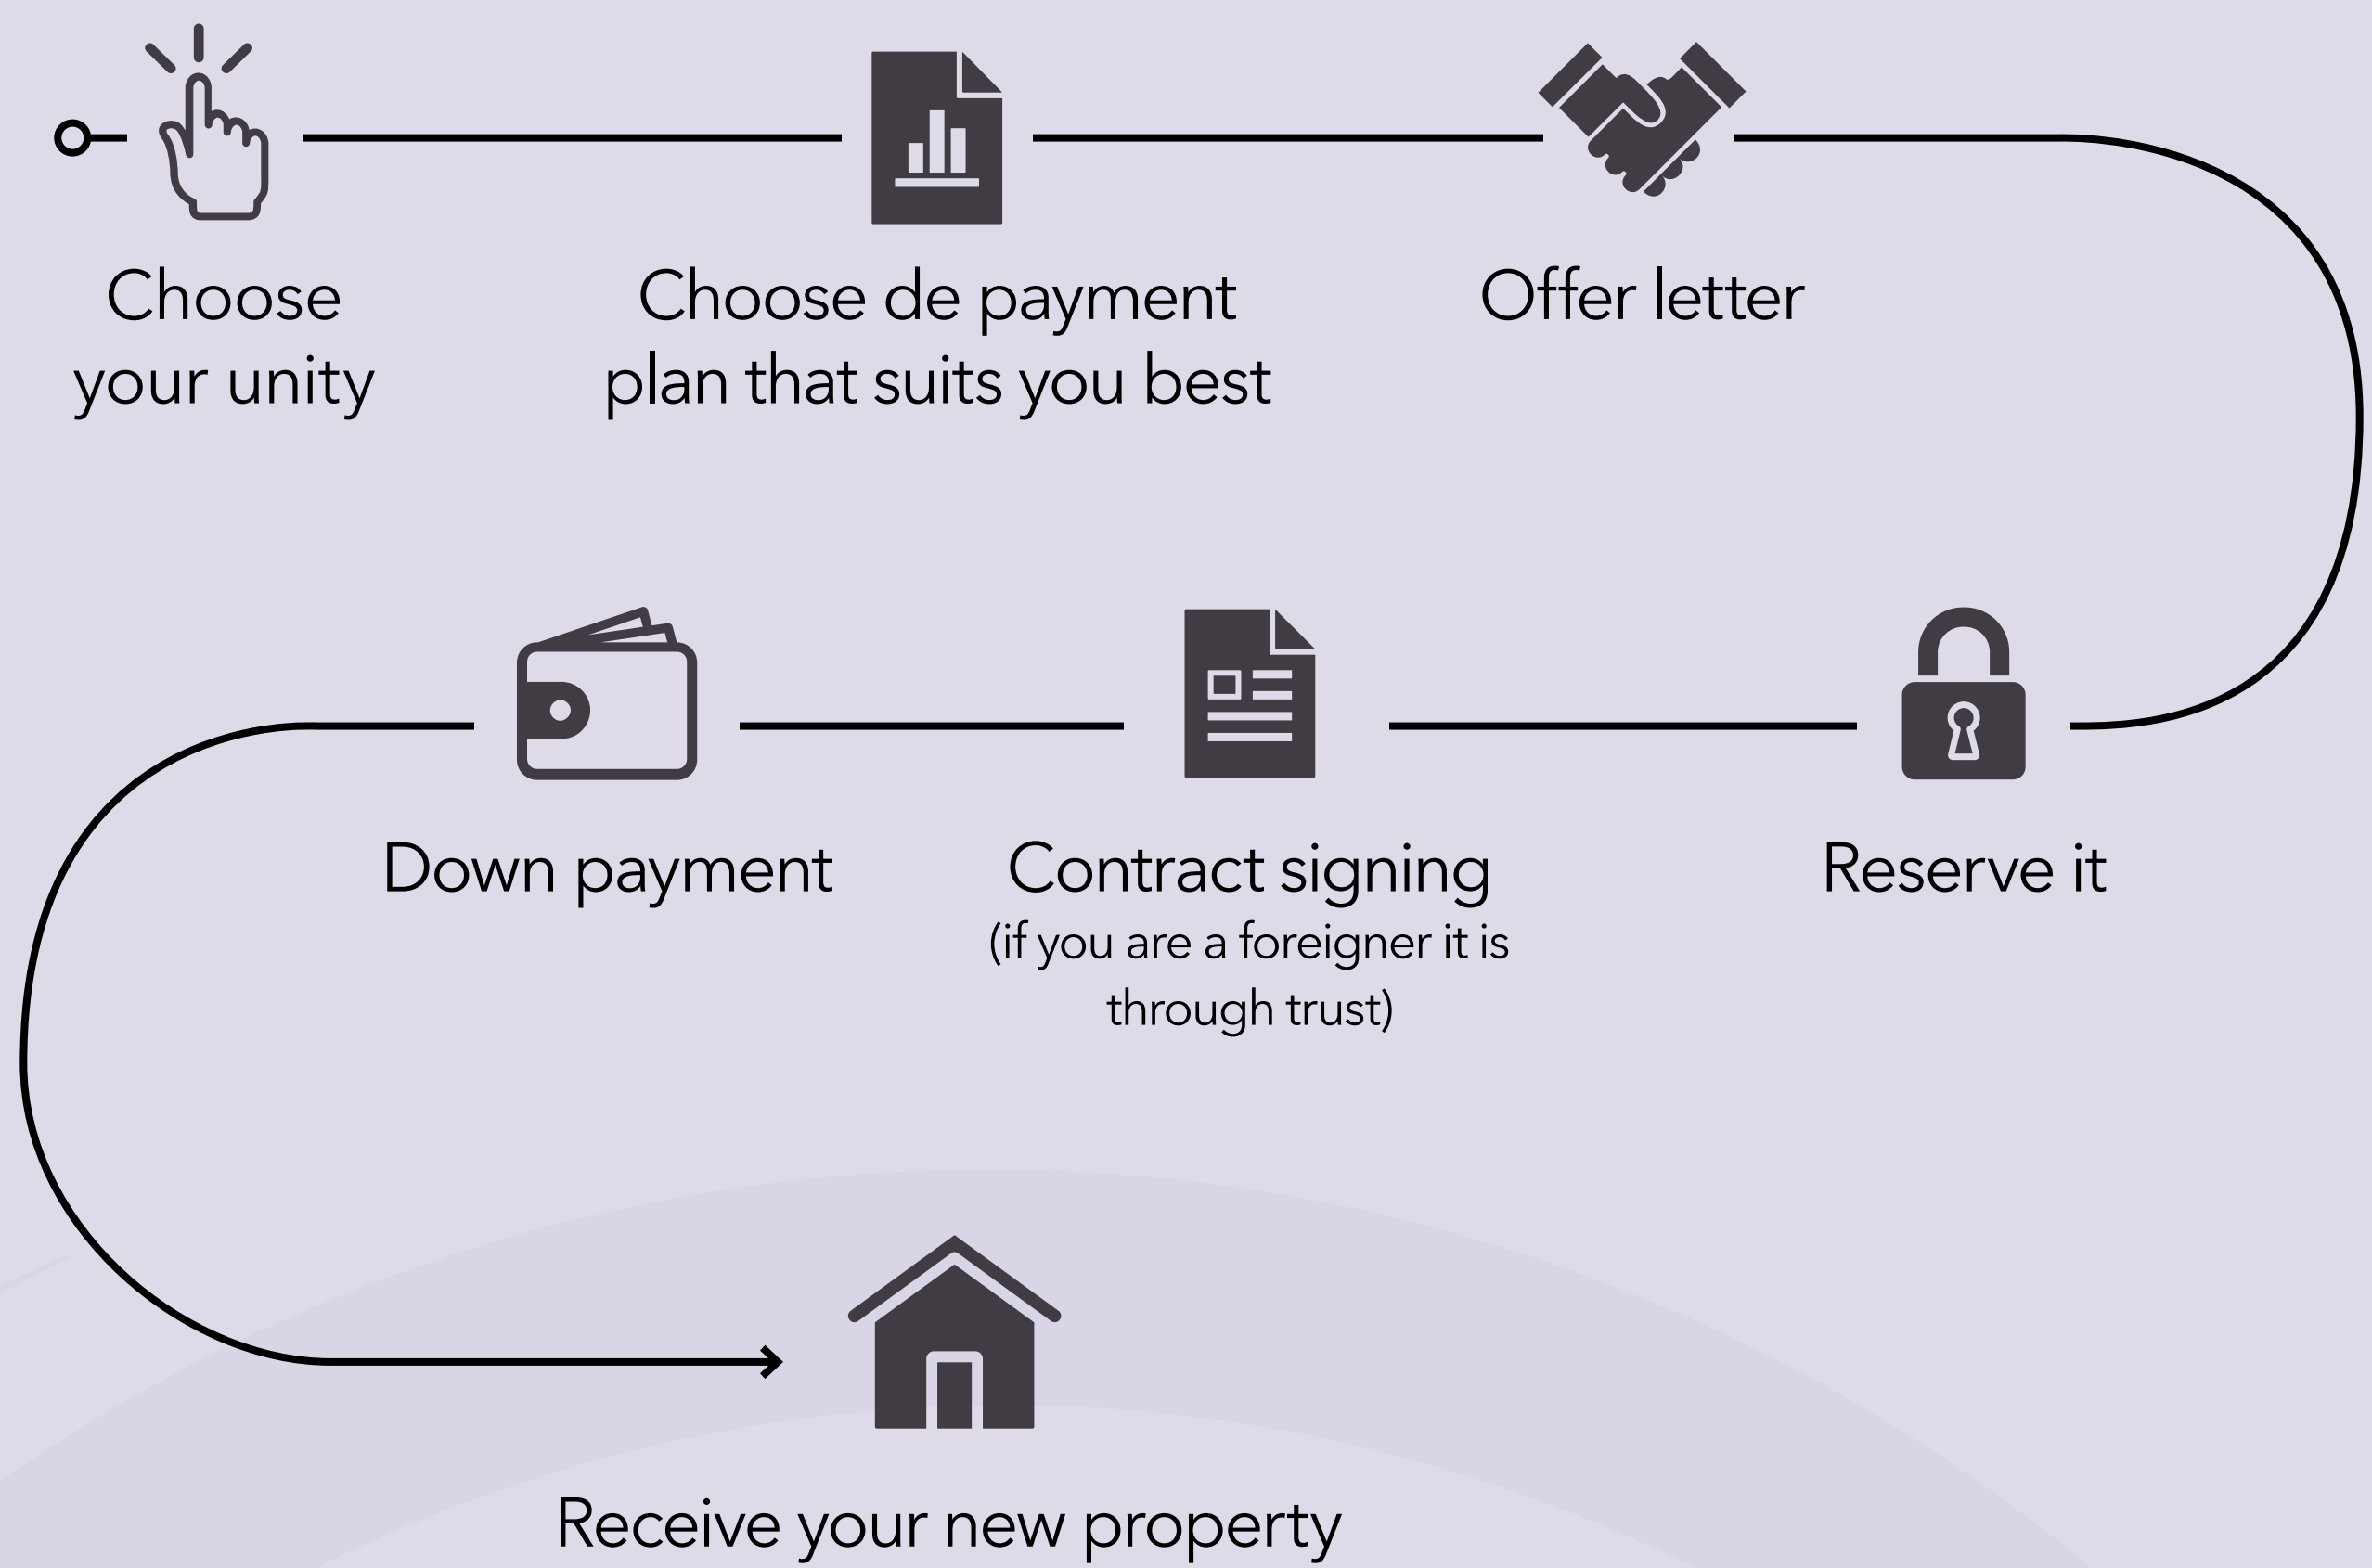 Choose
your unity
Choose de payment
plan that suits you best
Offer letter
Reserve it
Contract signing
(if you are a foreigner it is
through trust)
Down payment
Receive your new property